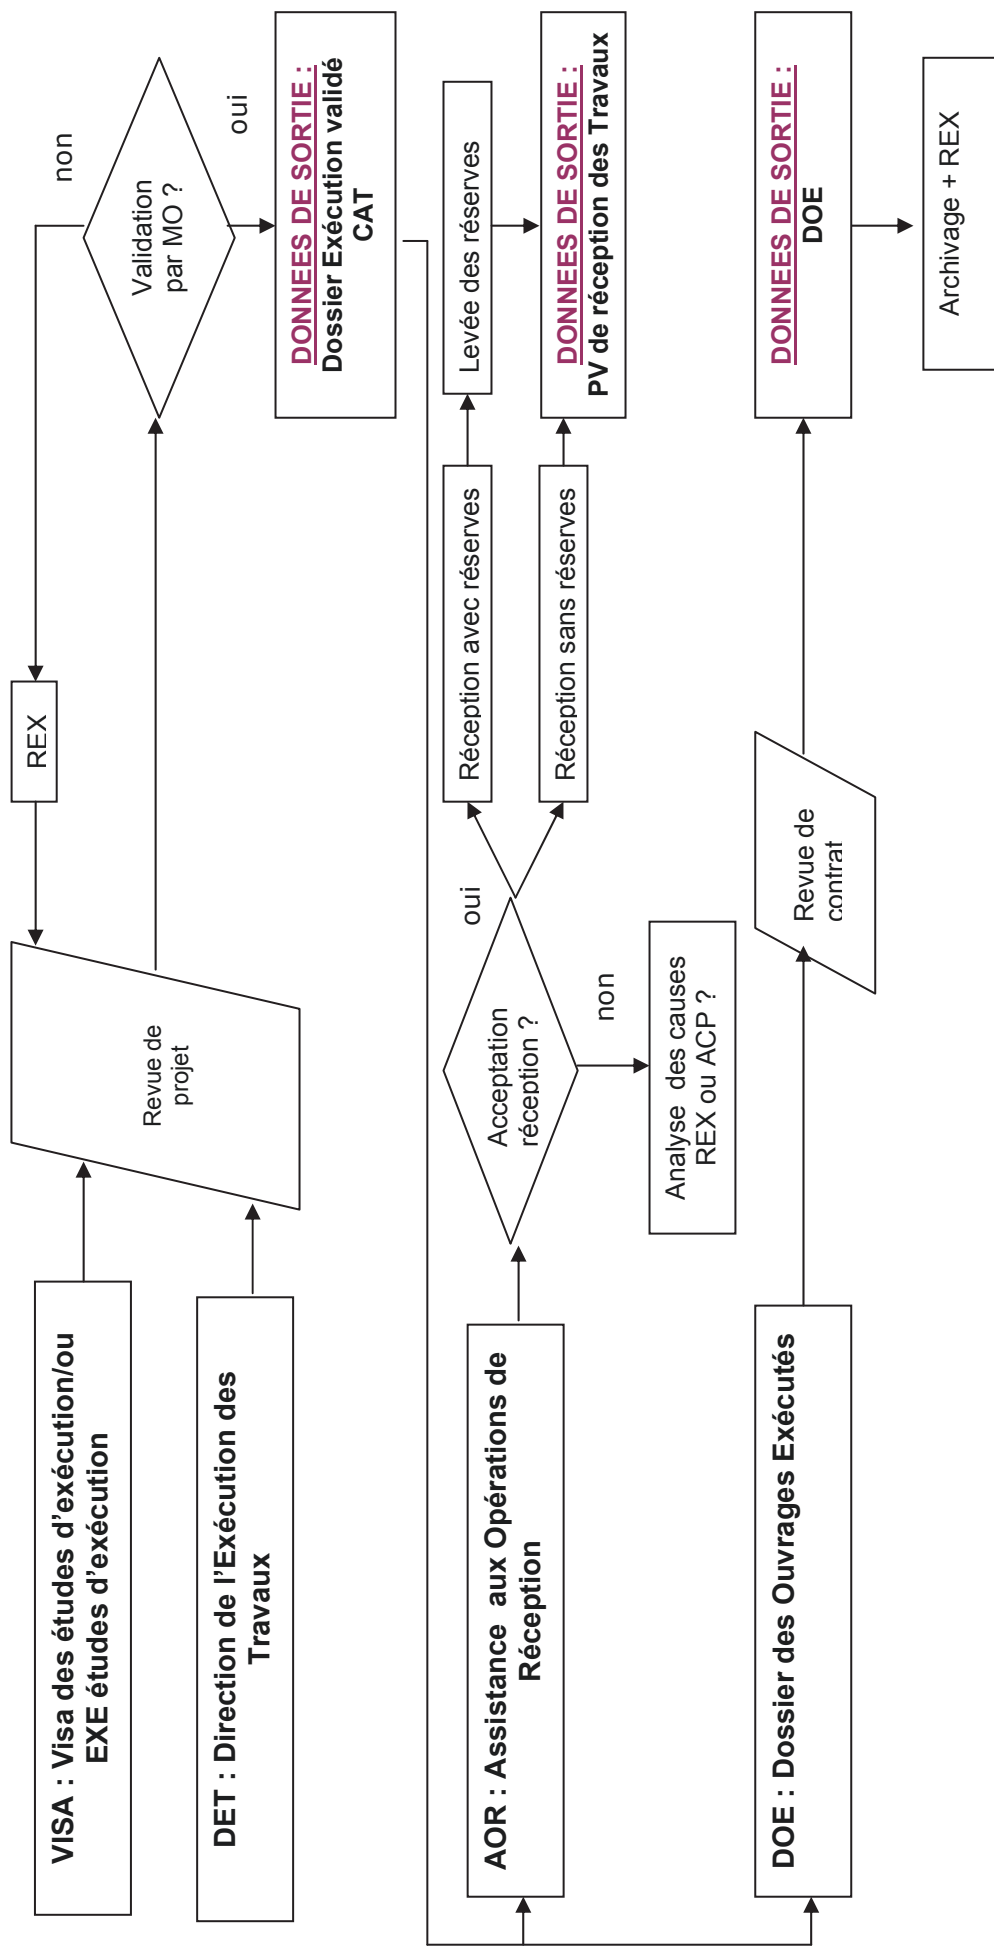 VISA : Visa des études d'exécution/ou
EXE études d'exécution
DET : Direction de l'Exécution des
Travaux
Revue de
projet
REX
Validation
par MO ?
non
oui
DONNEES DE SORTIE :
Dossier Exécution validé
CAT
AOR : Assistance aux Opérations de
Réception
Acceptation
réception ?
oui
non
Analyse des causes
REX ou ACP ?
Réception avec réserves
Réception sans réserves
Levée des réserves
DONNEES DE SORTIE :
PV de réception des Travaux
DOE : Dossier des Ouvrages Exécutés
Revue de
contrat
DONNEES DE SORTIE :
DOE
Archivage + REX